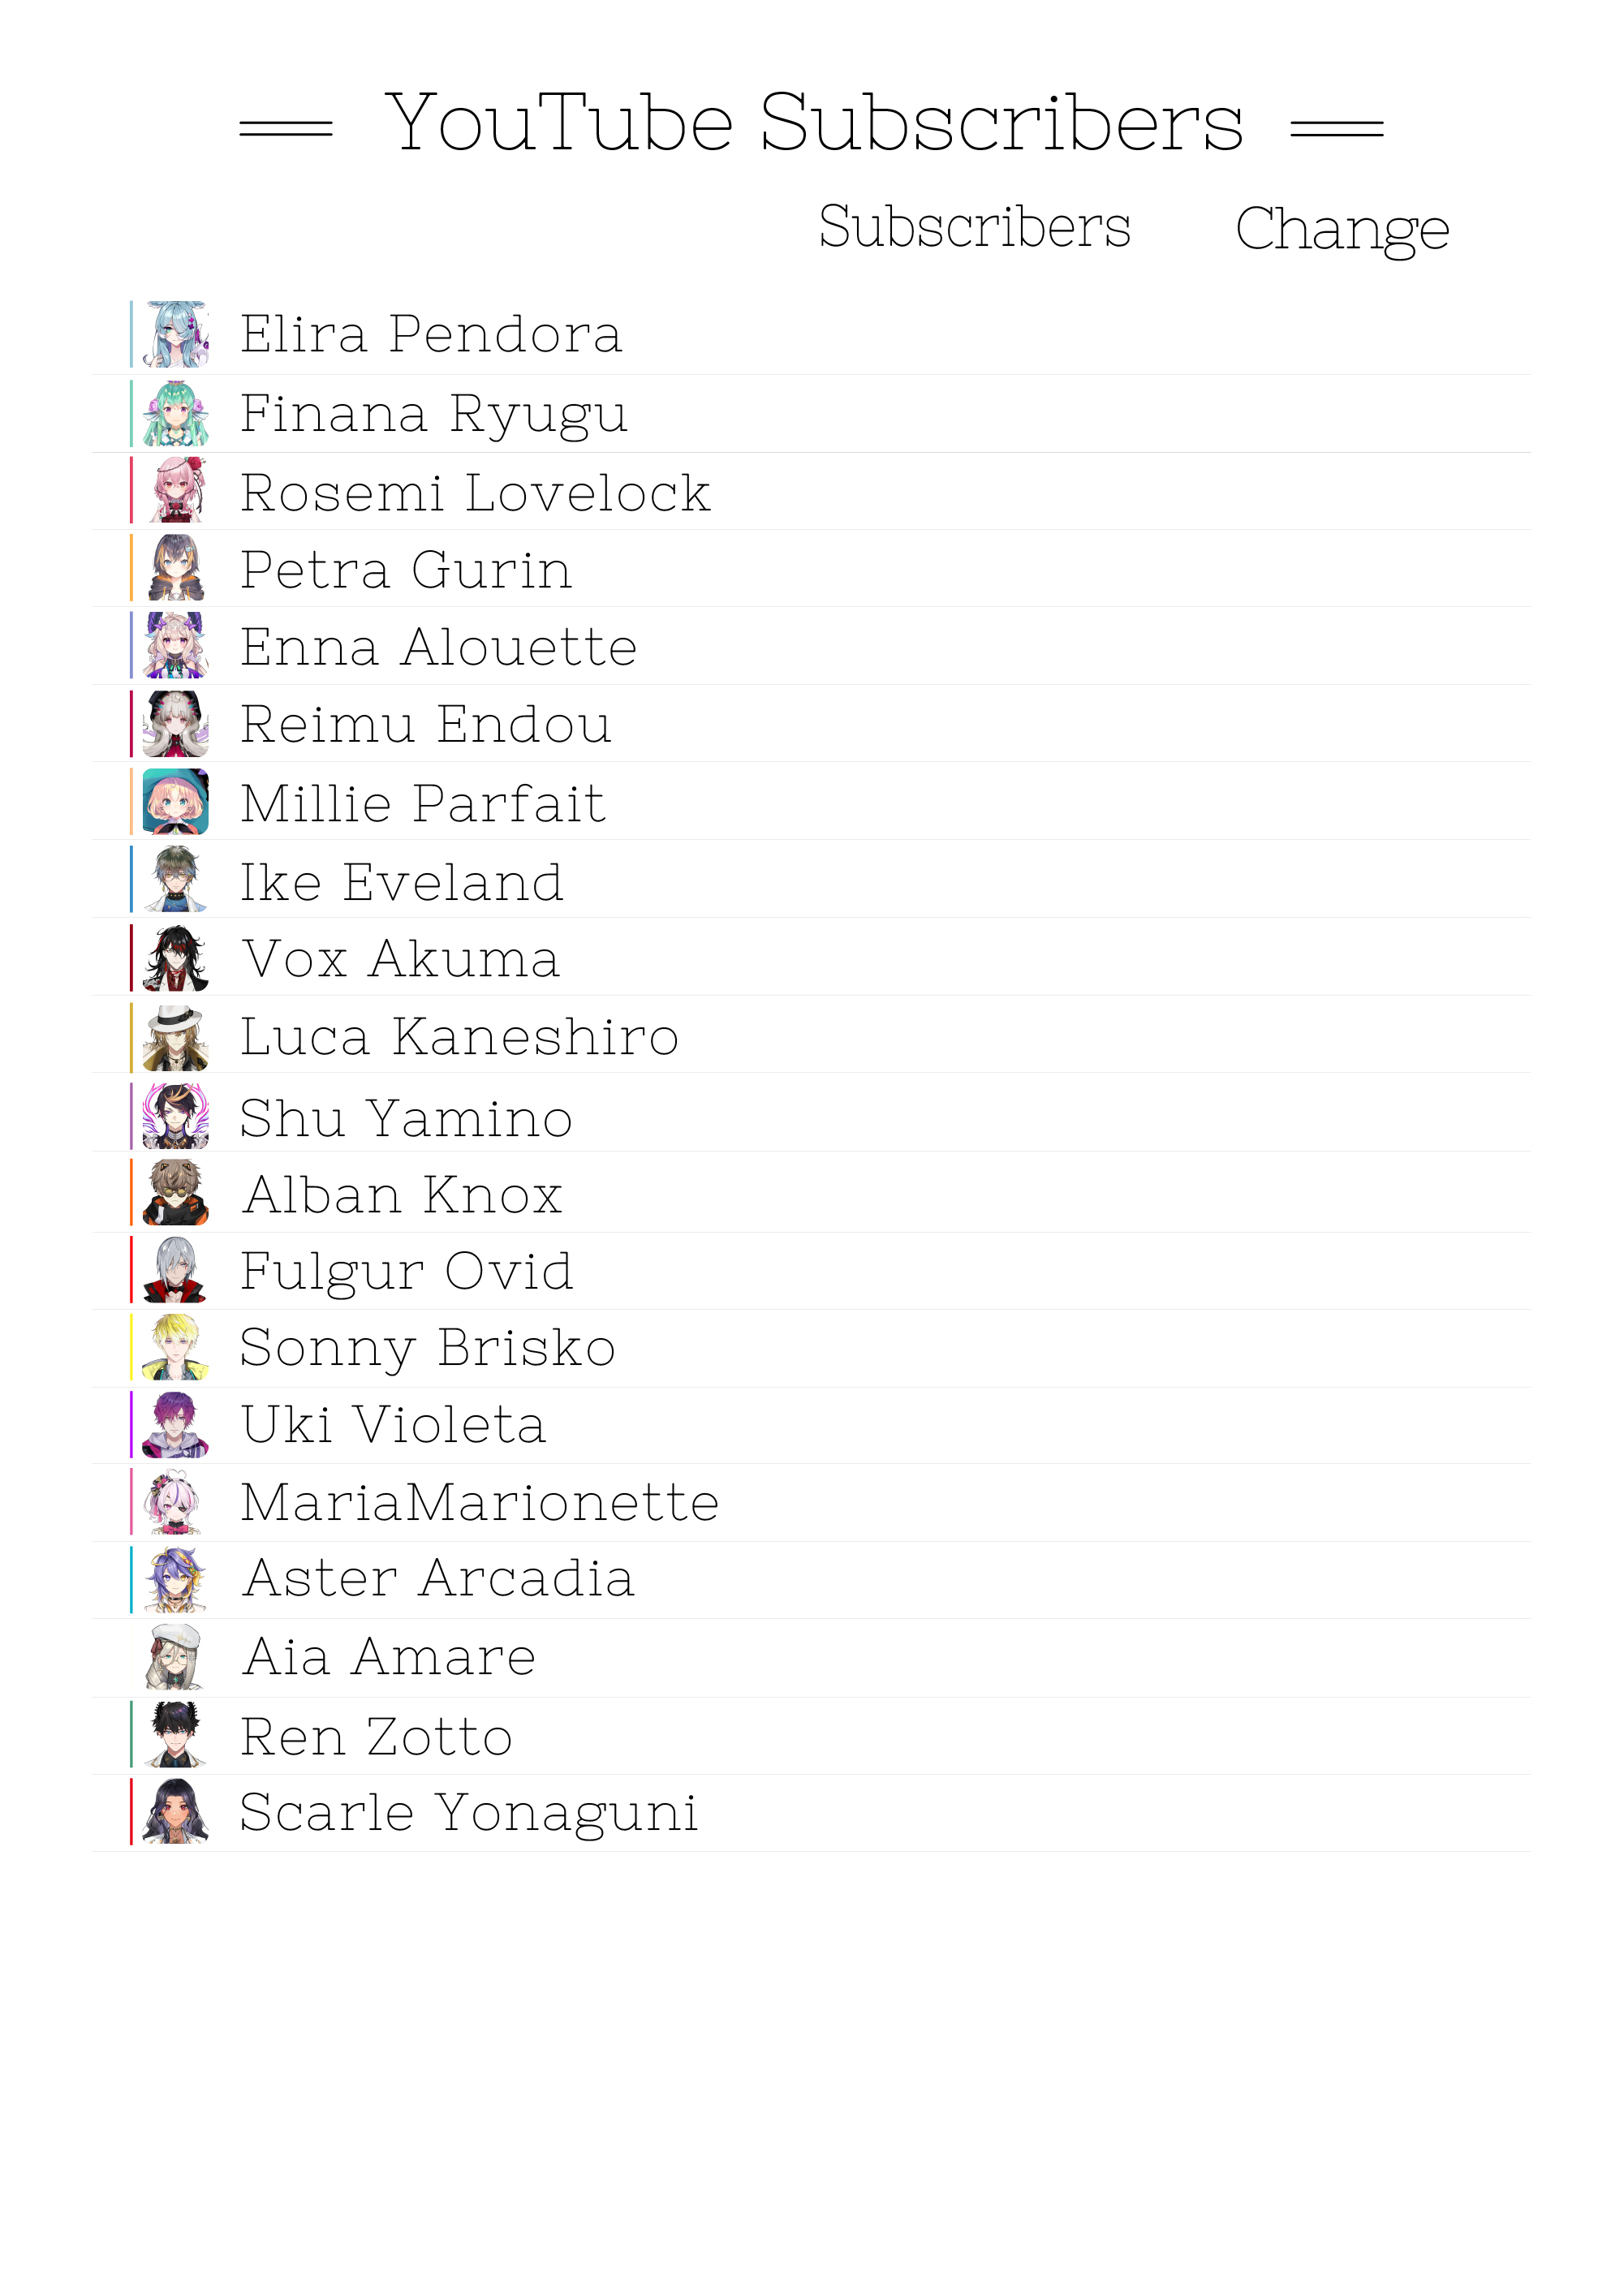 YouTube Subscribers
Subscribers Change
Elira Pendora
Finana Ryugu
Rosemi Lovelock
Petra Gurin
Enna Alouette
Reimu Endou
Millie Parfait
Ike Eveland
Vox Akuma
Luca Kaneshiro
Shu Yamino
Alban Knox
Fulgur Ovid
Sonny Brisko
Uki Violeta
MariaMarionette
Aster Arcadia
Aia Amare
Ren Zotto
Scarle Yonaguni